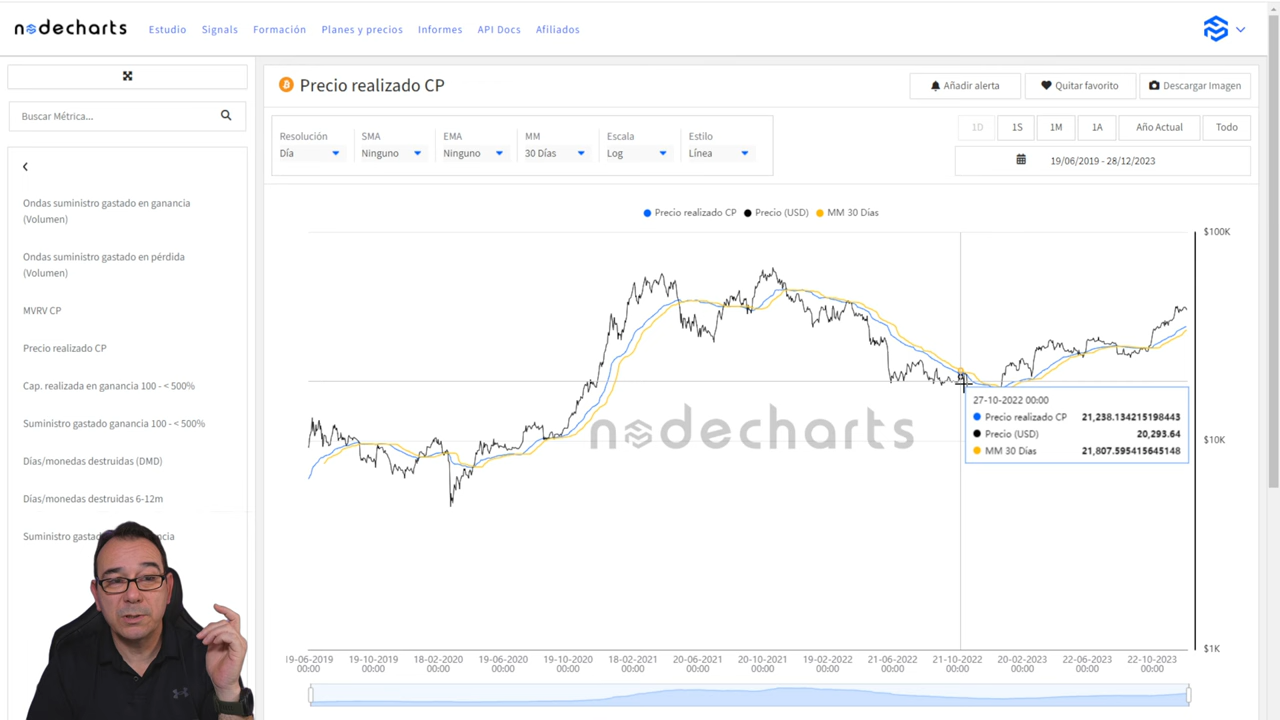 nodecharts
Estudio
Signals
Formación
Planes y precios
Informes
API Docs
Afiliados
Buscar Métrica...
Ondas suministro gastado en ganancia
(Volumen)
Ondas suministro gastado en pérdida
(Volumen)
MVRV CP
Precio realizado CP
Cap. realizada en ganancia 100 - < 500%
Suministro gastado ganancia 100 - < 500%
Días/monedas destruidas (DMD)
Días/monedas destruidas 6-12m
Precio realizado CP
Añadir alerta
Quitar favorito
Descargar Imagen
Resolución
Día
SMA
Ninguno
EMA
Ninguno
MM
30 Días
Escala
Log
Estilo
Línea
1D
1S
1M
1A
Año Actual
Todo
19/06/2019 - 28/12/2023
Precio realizado CP
Precio (USD)
MM 30 Días
$100K
$10K
$1K
nodecharts
27-10-2022 00:00
Precio realizado CP 21,238.134215198443
Precio (USD) 20,293.64
MM 30 Días 21,807.595415645148
19-06-2019
00:00
19-10-2019
00:00
18-02-2020
00:00
19-06-2020
00:00
19-10-2020
00:00
18-02-2021
00:00
20-06-2021
00:00
20-10-2021
00:00
19-02-2022
00:00
21-06-2022
00:00
21-10-2022
00:00
20-02-2023
00:00
22-06-2023
00:00
22-10-2023
00:00